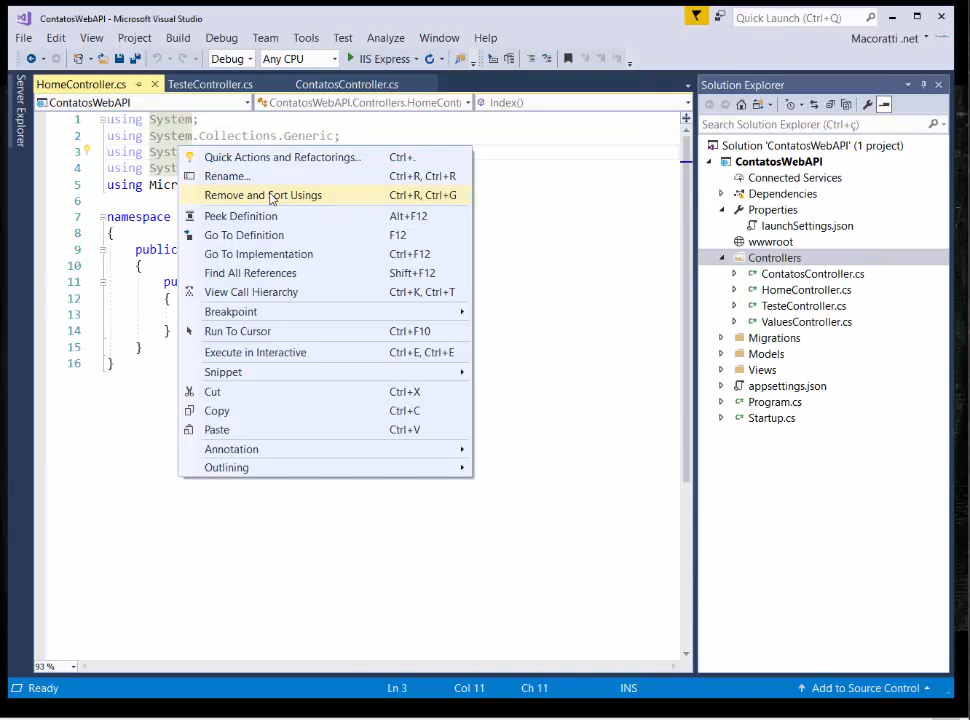 ContatosWebAPI - Microsoft Visual Studio
Quick Launch (Ctrl+Q)
File Edit View Project Build Debug Team Tools Test Analyze Window Help
Macoratti .net
Debug Any CPU IIS Express
Server Explorer
HomeController.cs TesteController.cs ContatosController.cs
ContatosWebAPI ContatosWebAPI.Controllers.HomeCont Index()
1 using System;
2 using System.Collections.Generic;
3 using Syst
4 using Syst
5 using Micr
6
7 namespace
8 {
9 public
10 {
11 pu
12 {
13
14 }
15 }
16 }
Quick Actions and Refactorings... Ctrl+.
Rename... Ctrl+R, Ctrl+R
Remove and Sort Usings Ctrl+R, Ctrl+G
Peek Definition Alt+F12
Go To Definition F12
Go To Implementation Ctrl+F12
Find All References Shift+F12
View Call Hierarchy Ctrl+K, Ctrl+T
Breakpoint
Run To Cursor Ctrl+F10
Execute in Interactive Ctrl+E, Ctrl+E
Snippet
Cut Ctrl+X
Copy Ctrl+C
Paste Ctrl+V
Annotation
Outlining
Solution Explorer
Search Solution Explorer (Ctrl+ç)
Solution 'ContatosWebAPI' (1 project)
ContatosWebAPI
Connected Services
Dependencies
Properties
launchSettings.json
wwwroot
Controllers
ContatosController.cs
HomeController.cs
TesteController.cs
ValuesController.cs
Migrations
Models
Views
appsettings.json
Program.cs
Startup.cs
93 %
Ready Ln 3 Col 11 Ch 11 INS Add to Source Control